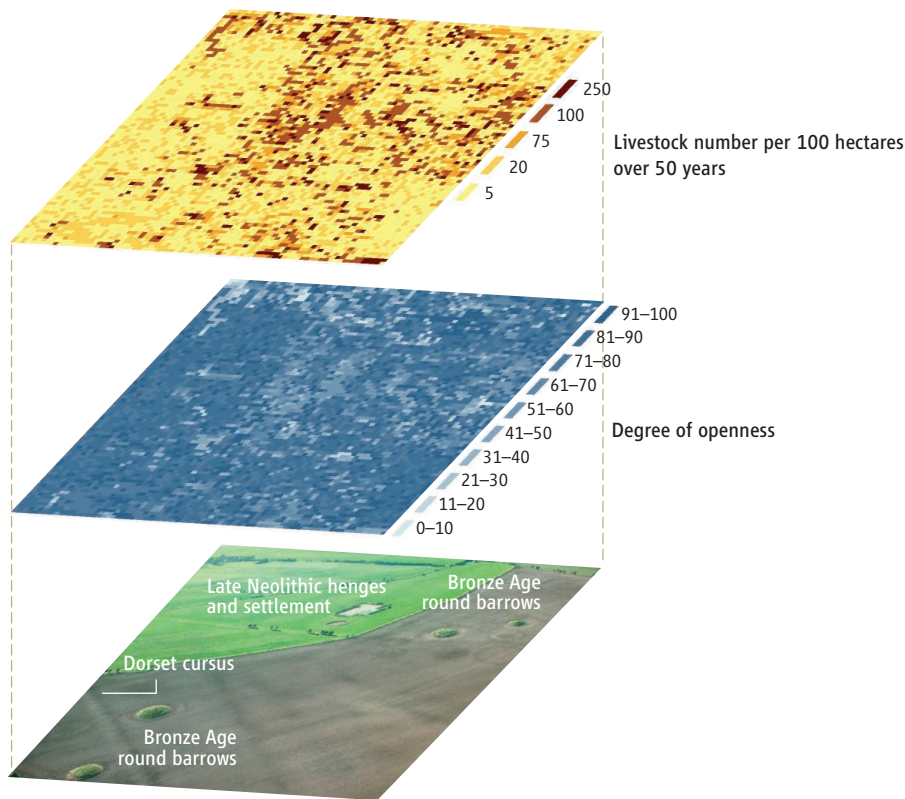 250
100
75
20
5
Livestock number per 100 hectares
over 50 years
91–100
81–90
71–80
61–70
51–60
41–50
31–40
21–30
11–20
0–10
Degree of openness
Late Neolithic henges
and settlement
Bronze Age
round barrows
Dorset cursus
Bronze Age
round barrows